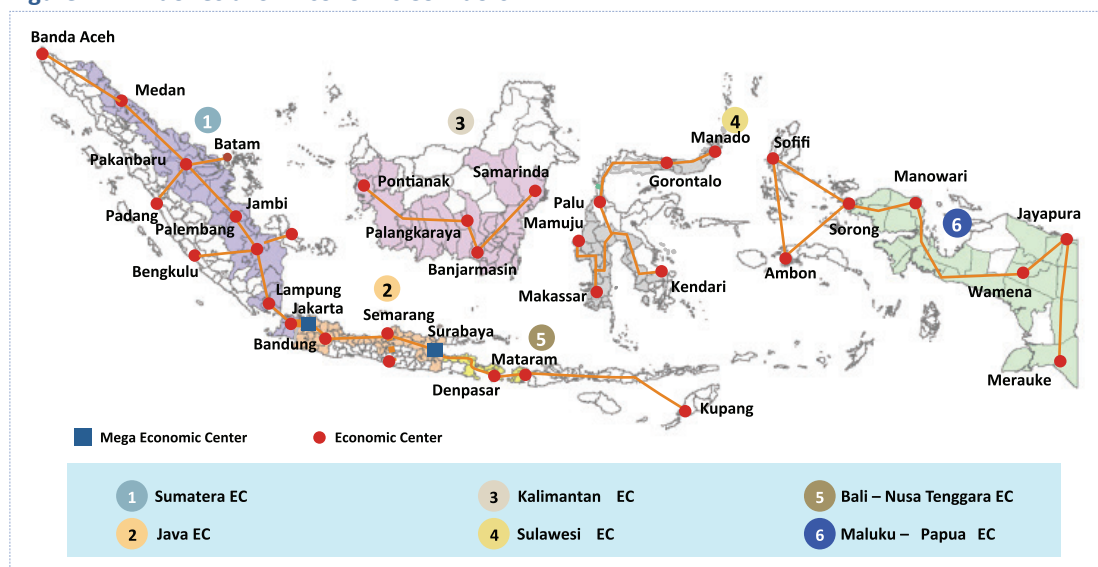 Banda Aceh
Medan
1
3
4
Batam
Manado
Sofifi
Pakanbaru
Samarinda
Pontianak
Gorontalo
Manowari
Padang
Jambi
Palu
Jayapura
Palembang
Palangkaraya
Mamuju
Sorong
6
Bengkulu
Banjarmasin
Ambon
Kendari
Wamena
Lampung
2
Makassar
Jakarta
Semarang
Surabaya
5
Bandung
Mataram
Merauke
Denpasar
Kupang
Mega Economic Center
Economic Center
1 Sumatera EC
3 Kalimantan EC
5 Bali – Nusa Tenggara EC
2 Java EC
4 Sulawesi EC
6 Maluku – Papua EC